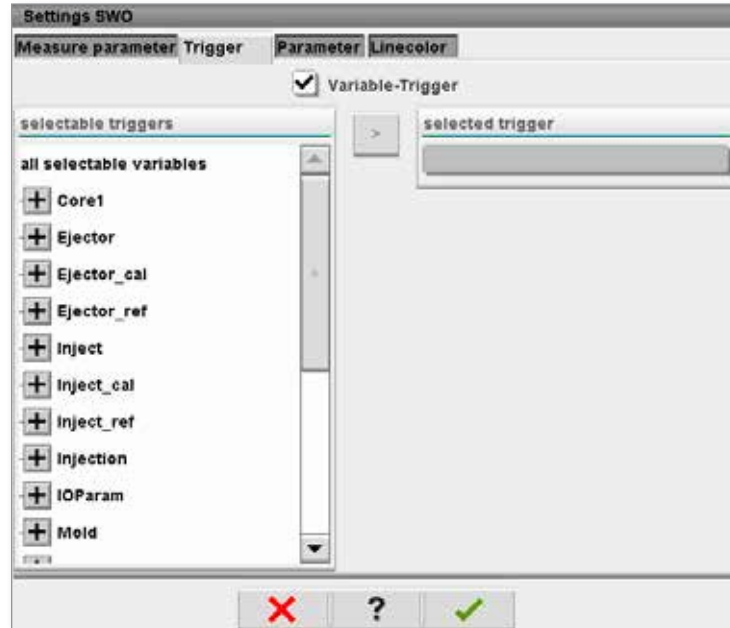 Settings SWO
Measure parameter Trigger Parameter Linecolor
Variable-Trigger
selectable triggers > selected trigger
all selectable variables
+ Core1
+ Ejector
+ Ejector_cal
+ Ejector_ref
+ Inject
+ Inject_cal
+ Inject_ref
+ Injection
+ IOParam
+ Mold
?